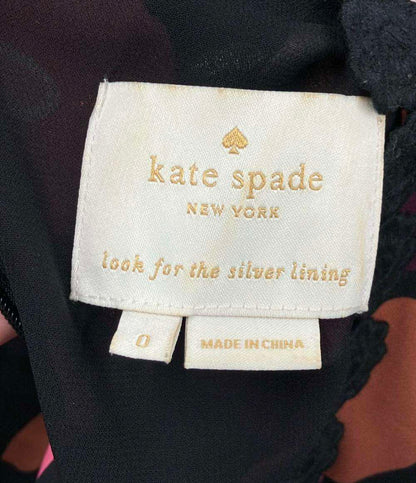 kate spade
NEW YORK
look for the silver lining
0
MADE IN CHINA